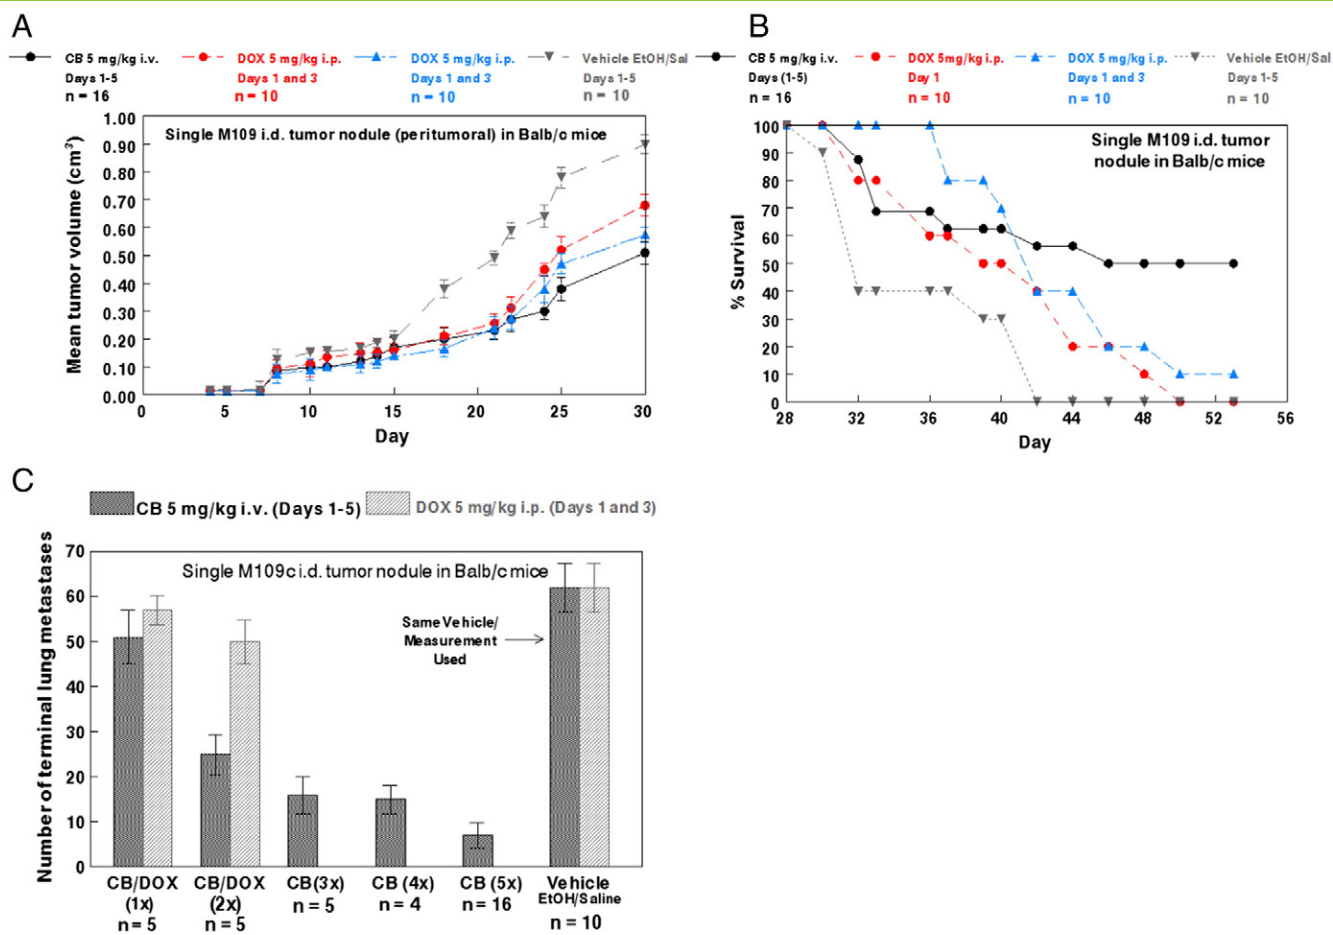 A
CB 5 mg/kg i.v.
Days 1-5
n = 16
DOX 5 mg/kg i.p.
Days 1 and 3
n = 10
DOX 5 mg/kg i.p.
Days 1 and 3
n = 10
Vehicle EtOH/Sal
Days 1-5
n = 10
Single M109 i.d. tumor nodule (peritumoral) in Balb/c mice
Mean tumor volume (cm³)
1.00
0.90
0.80
0.70
0.60
0.50
0.40
0.30
0.20
0.10
0.00
0 5 10 15 20 25 30
Day
B
CB 5 mg/kg i.v.
Days (1-5)
n = 16
DOX 5mg/kg i.p.
Day 1
n = 10
DOX 5 mg/kg i.p.
Days 1 and 3
n = 10
Vehicle EtOH/Sal
Days 1-5
n = 10
Single M109 i.d. tumor
nodule in Balb/c mice
% Survival
100
90
80
70
60
50
40
30
20
10
0
28 32 36 40 44 48 52 56
Day
C
CB 5 mg/kg i.v. (Days 1-5)
DOX 5 mg/kg i.p. (Days 1 and 3)
Single M109c i.d. tumor nodule in Balb/c mice
Same Vehicle/
Measurement
Used
Number of terminal lung metastases
70
60
50
40
30
20
10
0
CB/DOX
(1x)
n = 5
CB/DOX
(2x)
n = 5
CB (3x)
n = 5
CB (4x)
n = 4
CB (5x)
n = 16
Vehicle
EtOH/Saline
n = 10